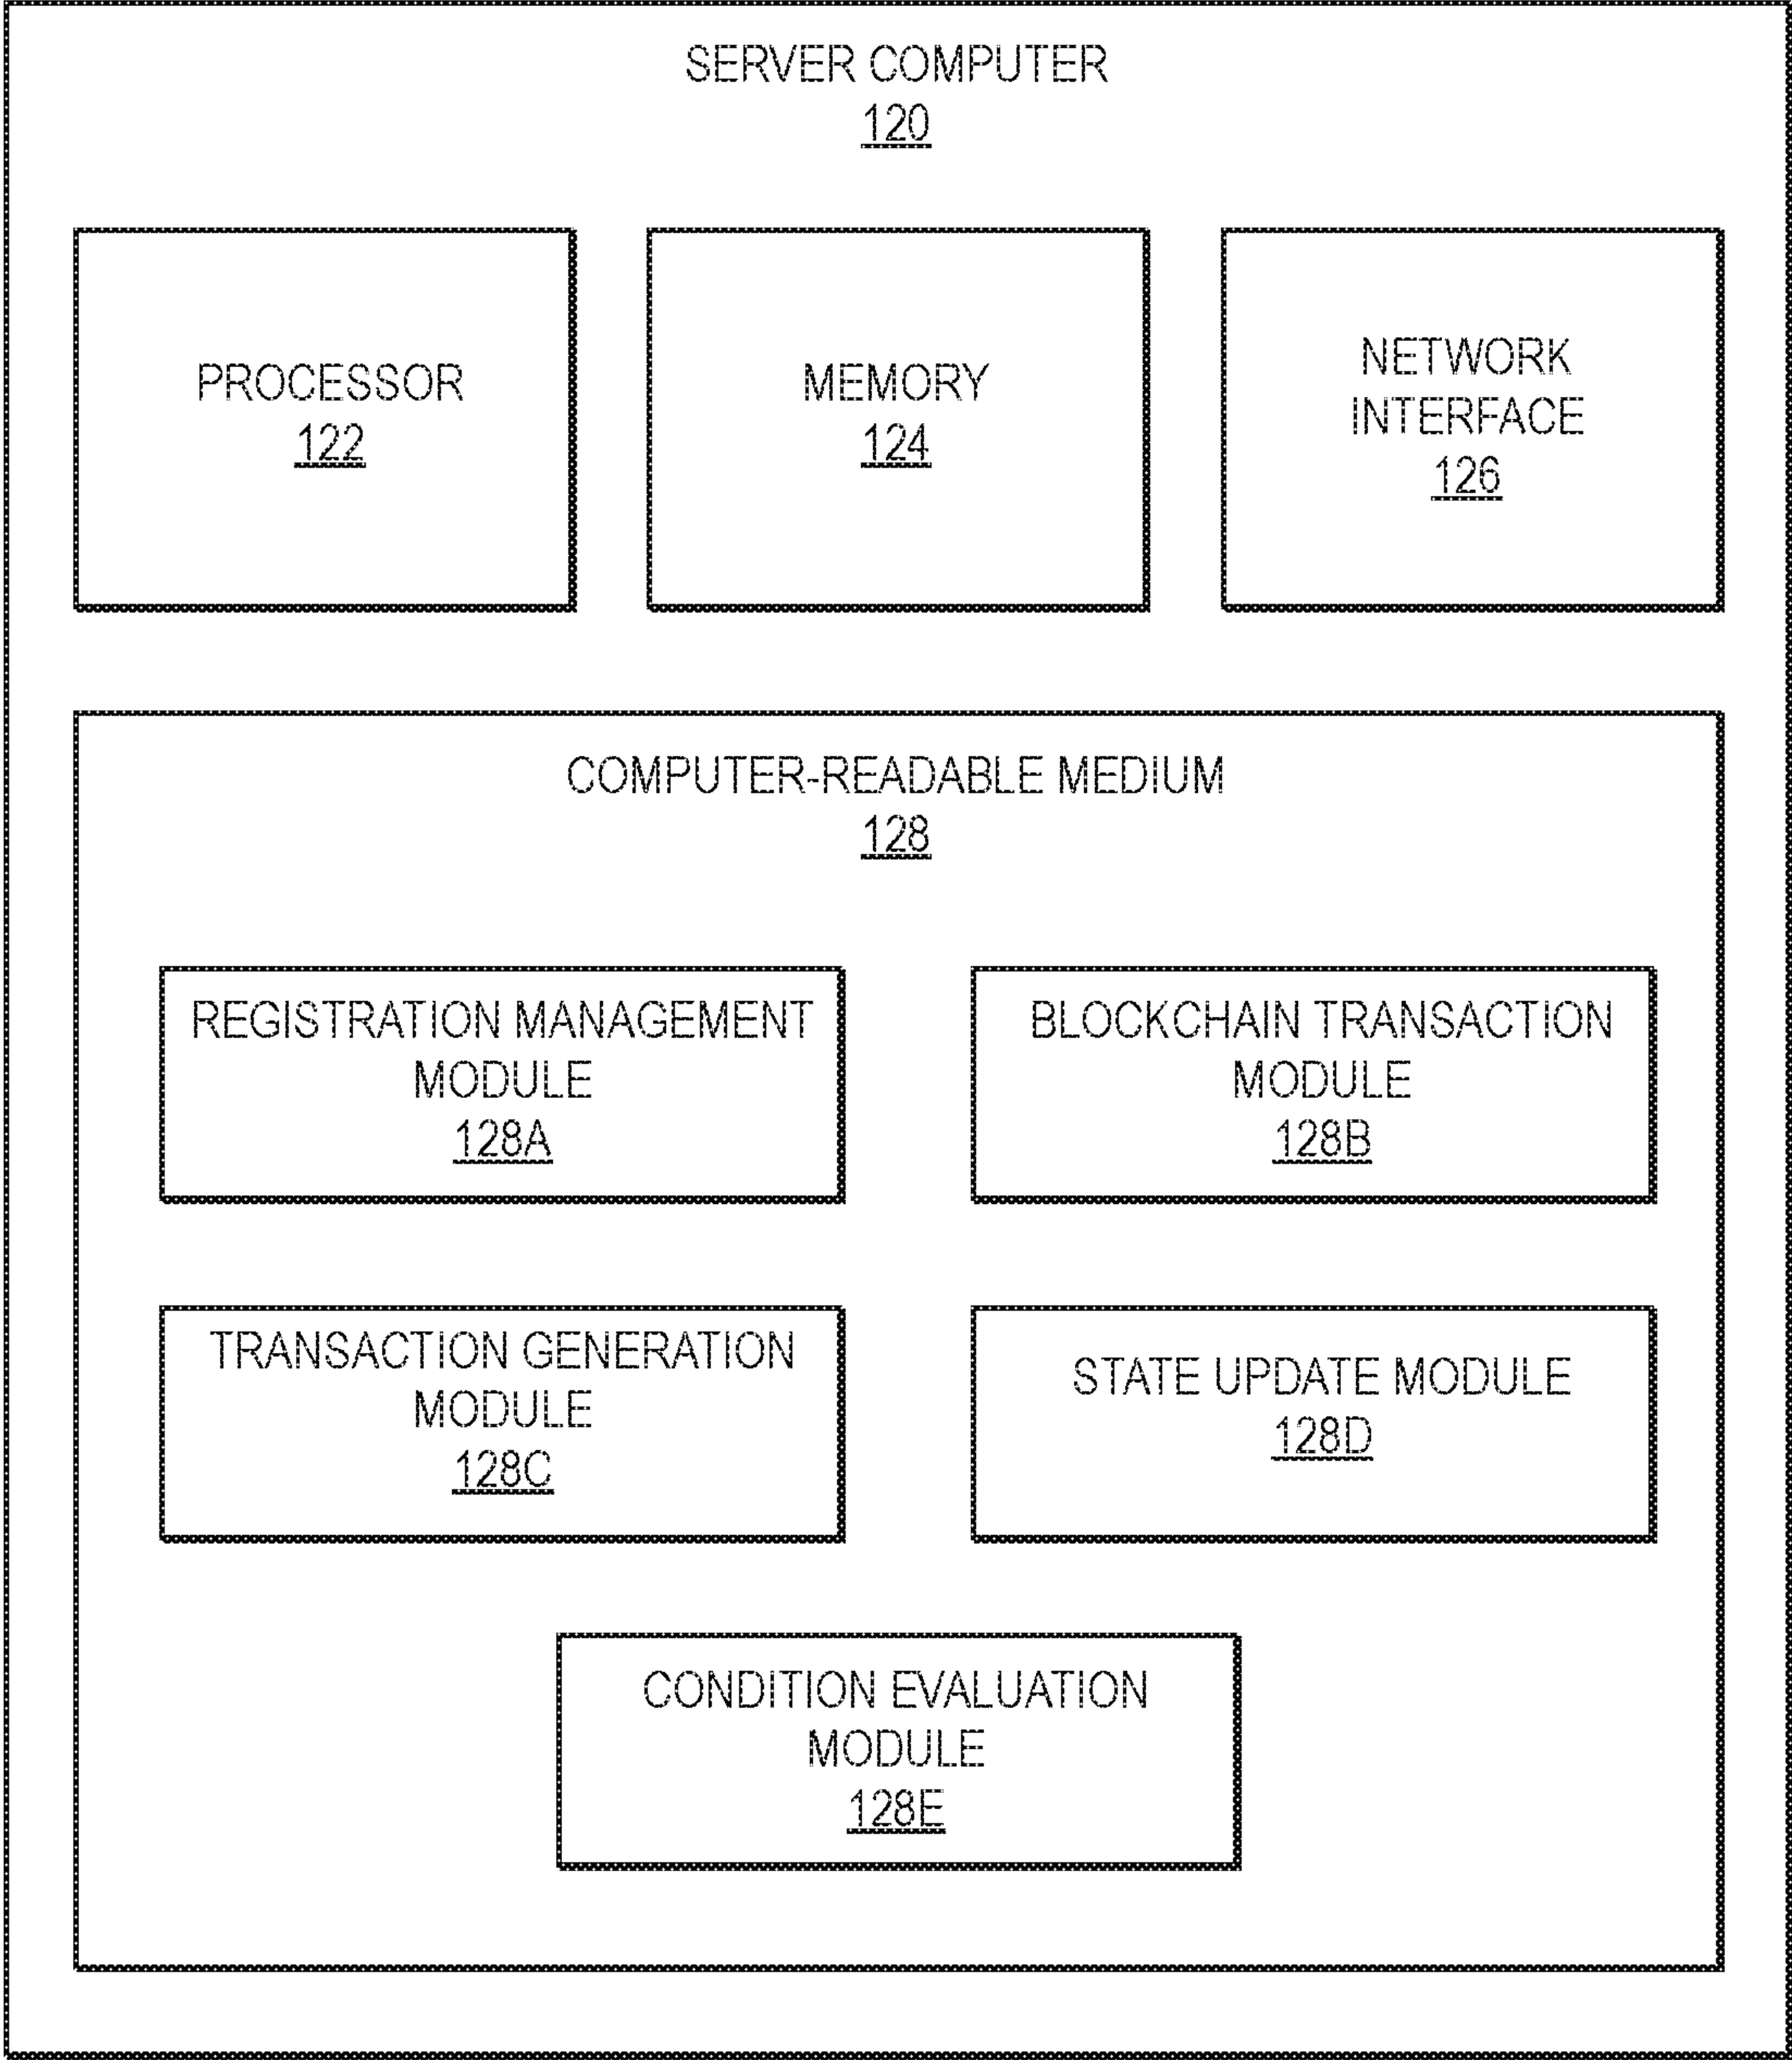 SERVER COMPUTER
120
PROCESSOR
122
MEMORY
124
NETWORK
INTERFACE
126
COMPUTER-READABLE MEDIUM
128
REGISTRATION MANAGEMENT
MODULE
128A
BLOCKCHAIN TRANSACTION
MODULE
128B
TRANSACTION GENERATION
MODULE
128C
STATE UPDATE MODULE
128D
CONDITION EVALUATION
MODULE
128E